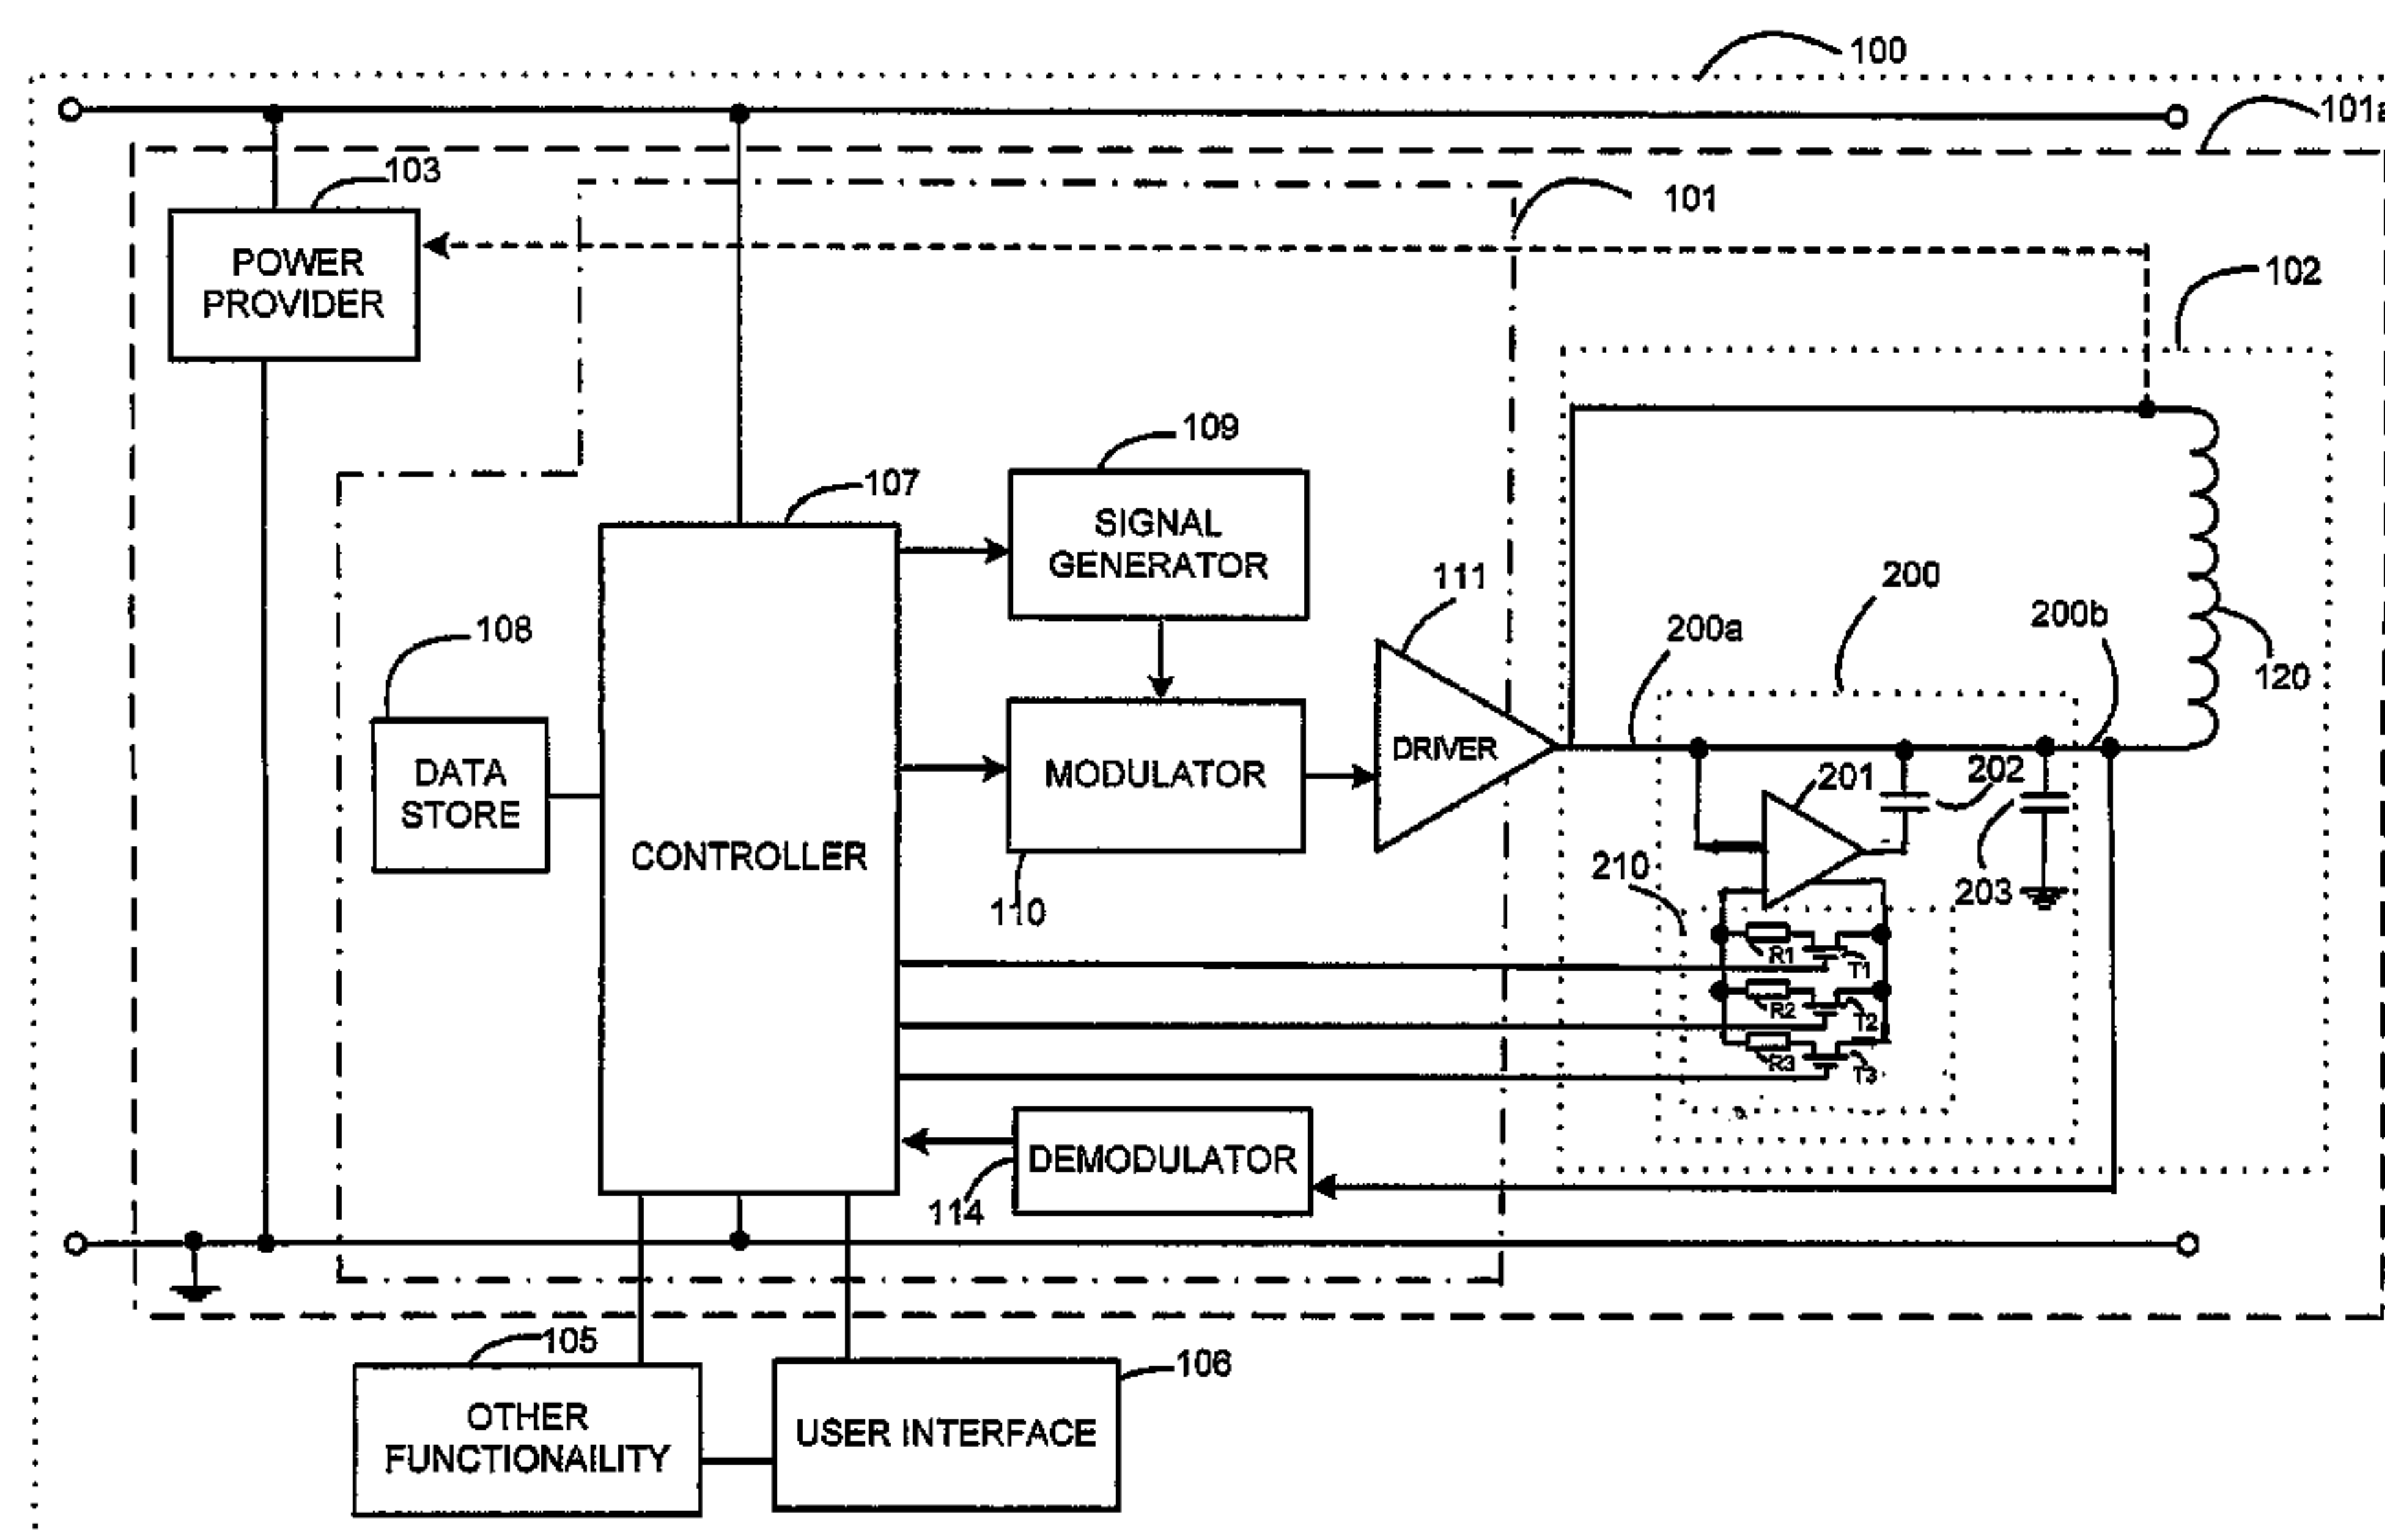 100
101a
103
101
POWER
PROVIDER
102
109
107
SIGNAL
GENERATOR
111
200
200a
200b
108
120
DATA
STORE
MODULATOR
DRIVER
201
202
CONTROLLER
210
203
110
R1
T1
R2
T2
R3
T3
DEMODULATOR
114
105
106
OTHER
FUNCTIONAILITY
USER INTERFACE